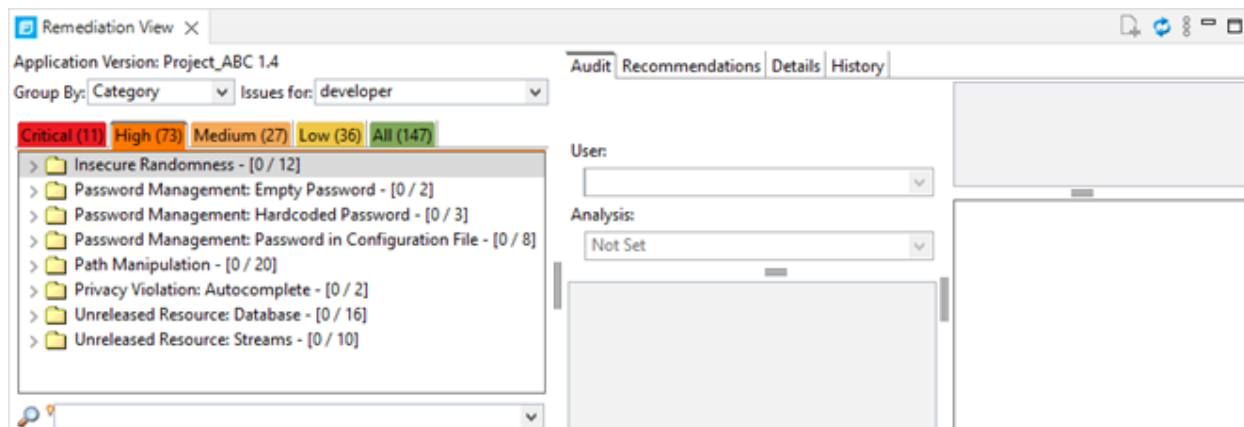 Remediation View
Application Version: Project_ABC 1.4
Group By: Category Issues for: developer
Critical (11) High (73) Medium (27) Low (36) All (147)
Insecure Randomness - [0 / 12]
Password Management: Empty Password - [0 / 2]
Password Management: Hardcoded Password - [0 / 3]
Password Management: Password in Configuration File - [0 / 8]
Path Manipulation - [0 / 20]
Privacy Violation: Autocomplete - [0 / 2]
Unreleased Resource: Database - [0 / 16]
Unreleased Resource: Streams - [0 / 10]
Audit Recommendations Details History
User:
Analysis:
Not Set